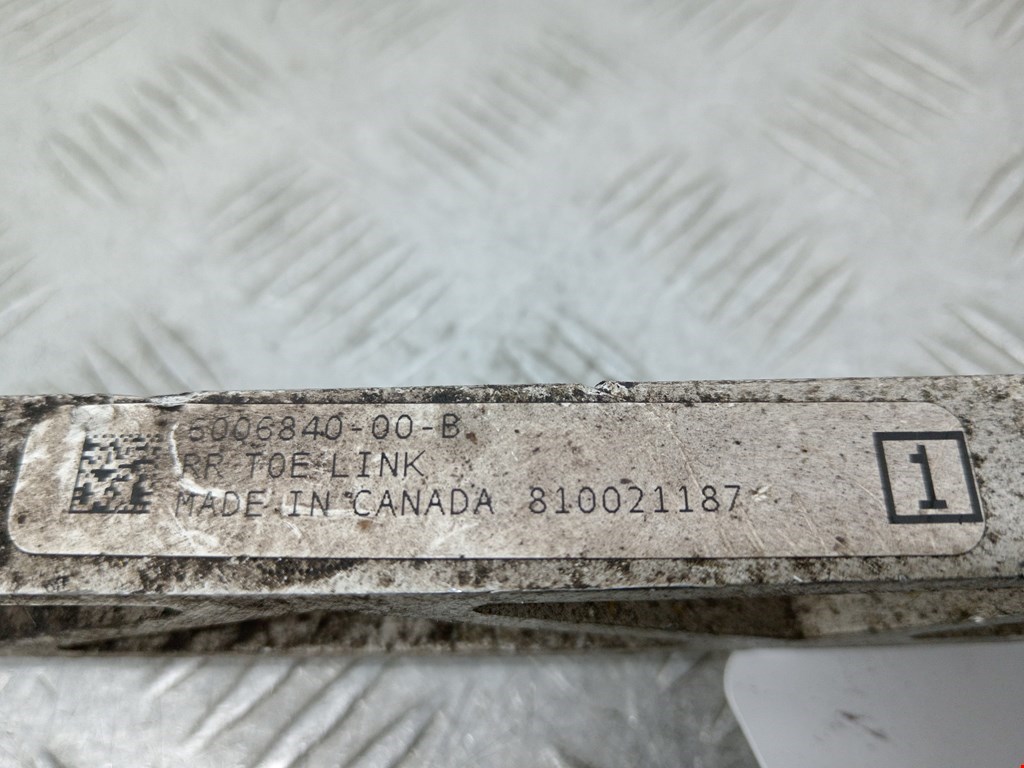 6006840-00-B
RR TOE LINK
MADE IN CANADA 810021187
1